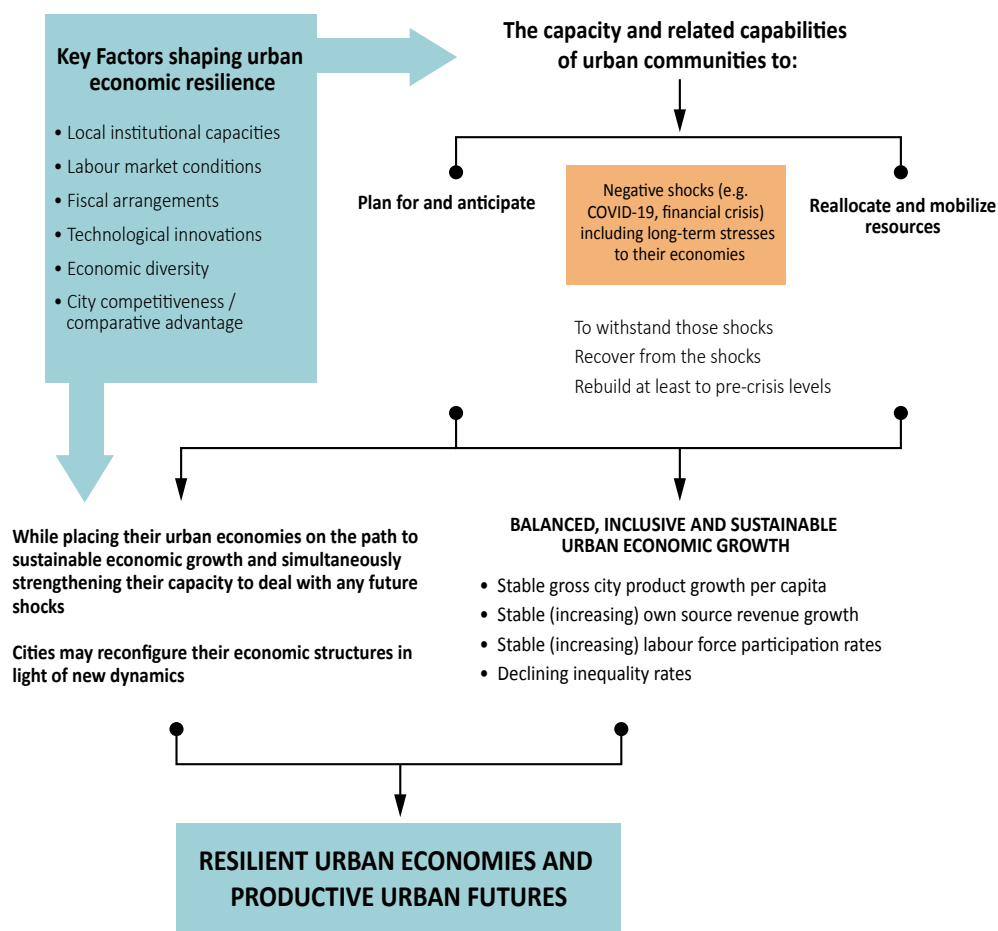 Key Factors shaping urban
economic resilience
• Local institutional capacities
• Labour market conditions
• Fiscal arrangements
• Technological innovations
• Economic diversity
• City competitiveness /
comparative advantage
The capacity and related capabilities
of urban communities to:
Plan for and anticipate
Negative shocks (e.g.
COVID-19, financial crisis)
including long-term stresses
to their economies
Reallocate and mobilize
resources
To withstand those shocks
Recover from the shocks
Rebuild at least to pre-crisis levels
While placing their urban economies on the path to
sustainable economic growth and simultaneously
strengthening their capacity to deal with any future
shocks
Cities may reconfigure their economic structures in
light of new dynamics
BALANCED, INCLUSIVE AND SUSTAINABLE
URBAN ECONOMIC GROWTH
• Stable gross city product growth per capita
• Stable (increasing) own source revenue growth
• Stable (increasing) labour force participation rates
• Declining inequality rates
RESILIENT URBAN ECONOMIES AND
PRODUCTIVE URBAN FUTURES